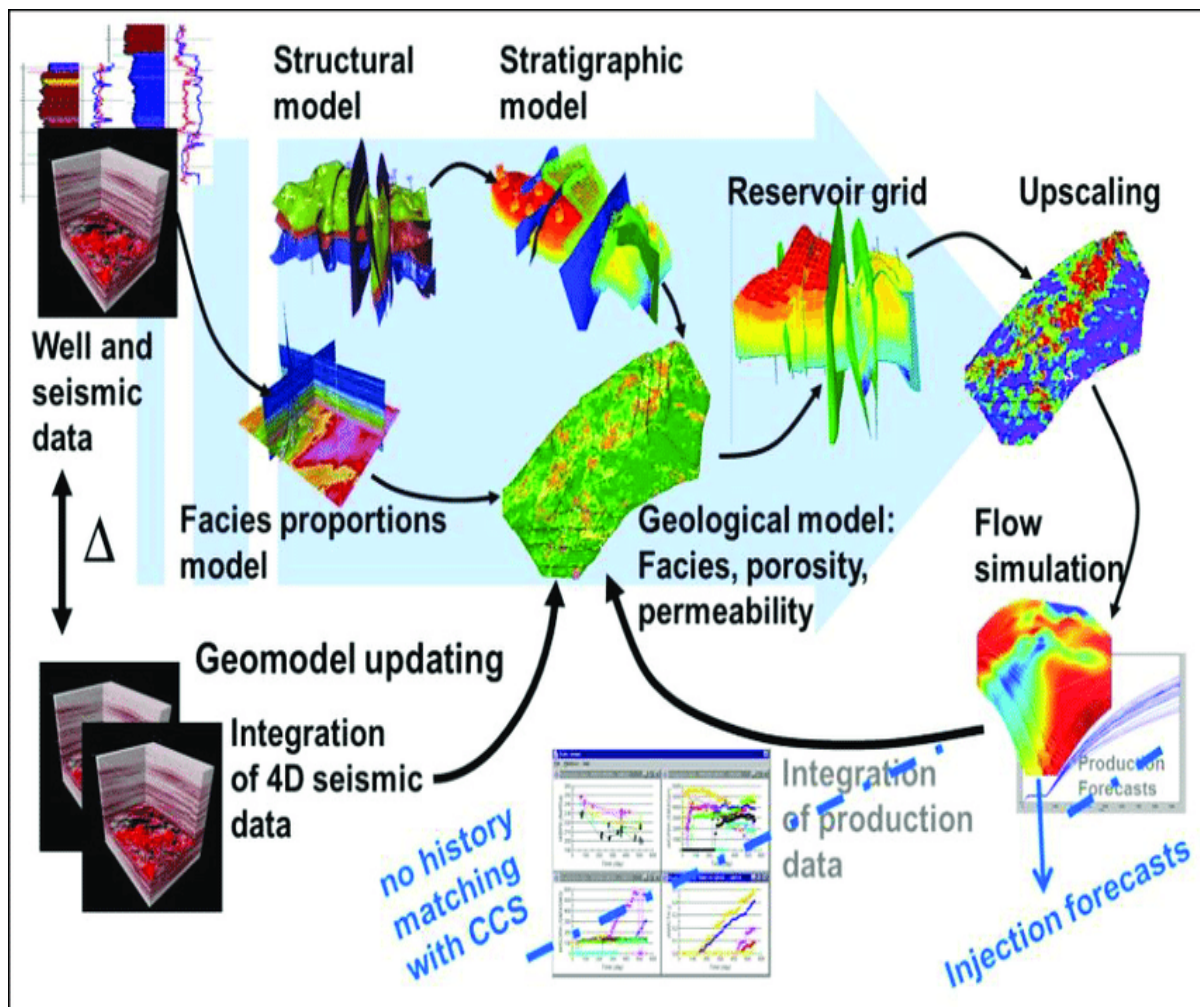 Structural
model
Stratigraphic
model
Reservoir grid
Upscaling
Well and
seismic
data
Δ
Facies proportions
model
Geological model:
Facies, porosity,
permeability
Flow
simulation
Geomodel updating
Integration
of 4D seismic
data
Integration
of production
data
Production
Forecasts
no history
matching
with CCS
Injection forecasts